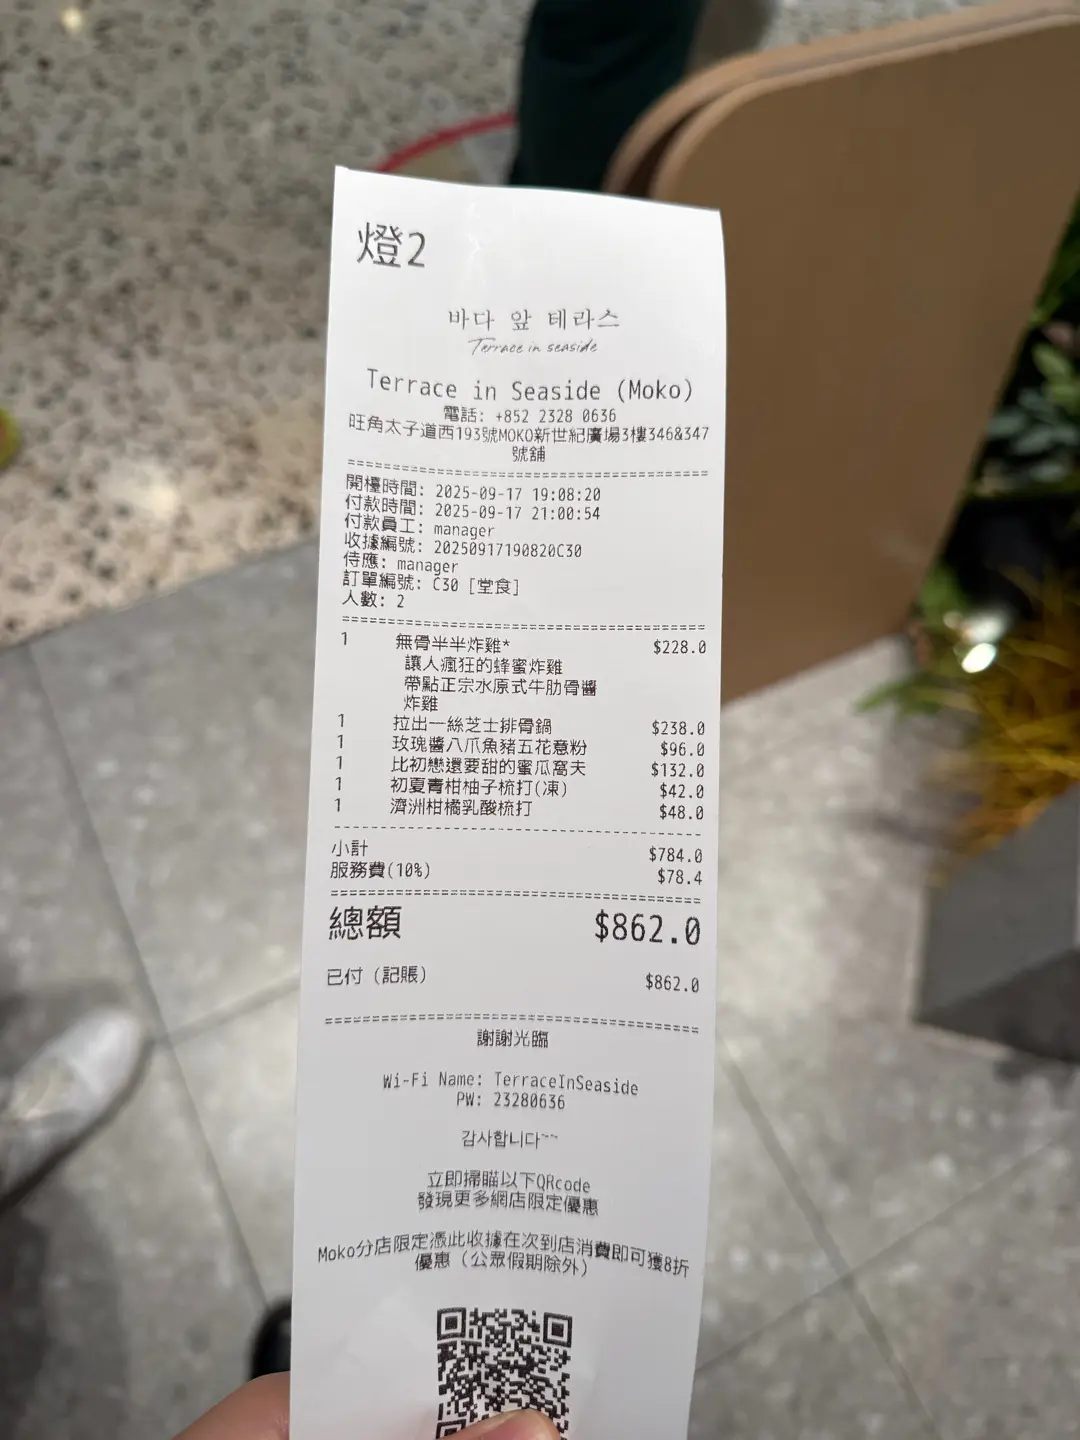 燈2
바다 앞 테라스
Terrace in seaside
Terrace in Seaside (Moko)
電話: +852 2328 0636
旺角太子道西193號MOKO新世紀廣場3樓346&347
號舖
開檯時間: 2025-09-17 19:08:20
付款時間: 2025-09-17 21:00:54
付款員工: manager
收據編號: 20250917190820C30
侍應: manager
訂單編號: C30 [堂食]
人數: 2
1 無骨半半炸雞* $228.0
讓人瘋狂的蜂蜜炸雞
帶點正宗水原式牛肋骨醬
炸雞
1 拉出一絲芝士排骨鍋 $238.0
1 玫瑰醬八爪魚豬五花意粉 $96.0
1 比初戀還要甜的蜜瓜窩夫 $132.0
1 初夏青柑柚子梳打(凍) $42.0
1 濟洲柑橘乳酸梳打 $48.0
小計 $784.0
服務費(10%) $78.4
總額 $862.0
已付 (記賬) $862.0
謝謝光臨
Wi-Fi Name: TerraceInSeaside
PW: 23280636
감사합니다~~
立即掃瞄以下QRcode
發現更多網店限定優惠
Moko分店限定憑此收據在次到店消費即可獲8折
優惠 (公眾假期除外)